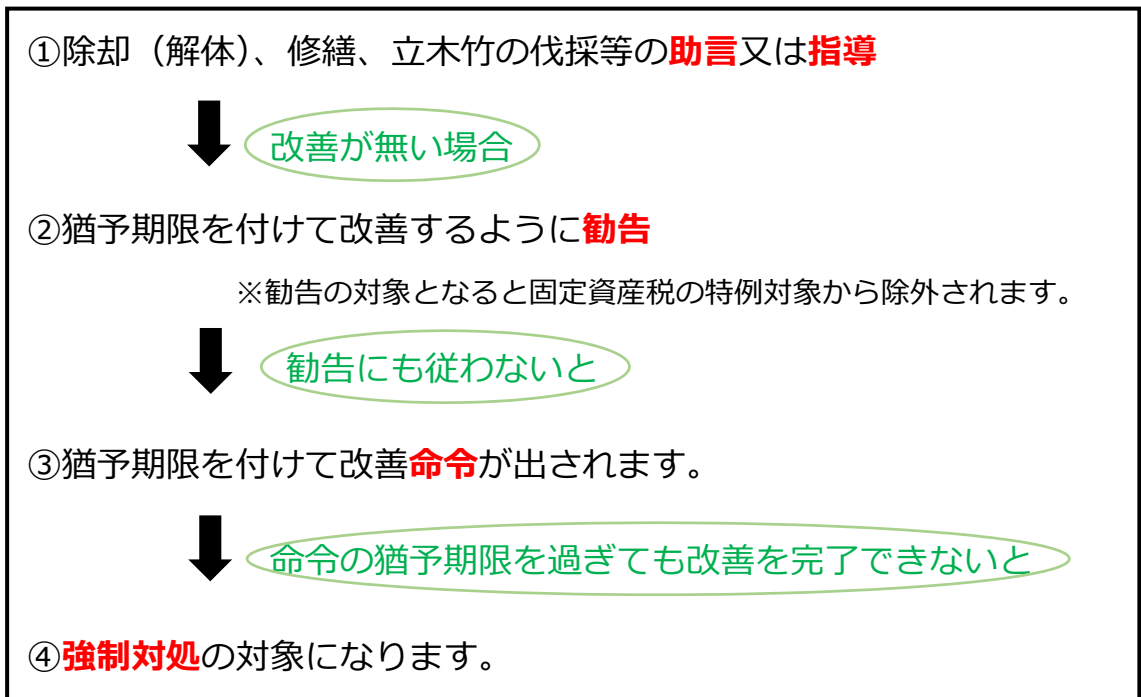 ①除却（解体）、修繕、立木竹の伐採等の助言又は指導
改善が無い場合
②猶予期限を付けて改善するように勧告
※勧告の対象となると固定資産税の特例対象から除外されます。
勧告にも従わないと
③猶予期限を付けて改善命令が出されます。
命令の猶予期限を過ぎても改善を完了できないと
④強制対処の対象になります。